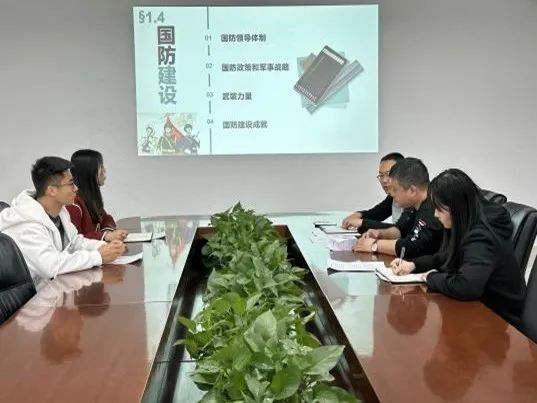 §1.4
国防建设
01 国防领导体制
02 国防政策和军事战略
03 武装力量
04 国防建设成就